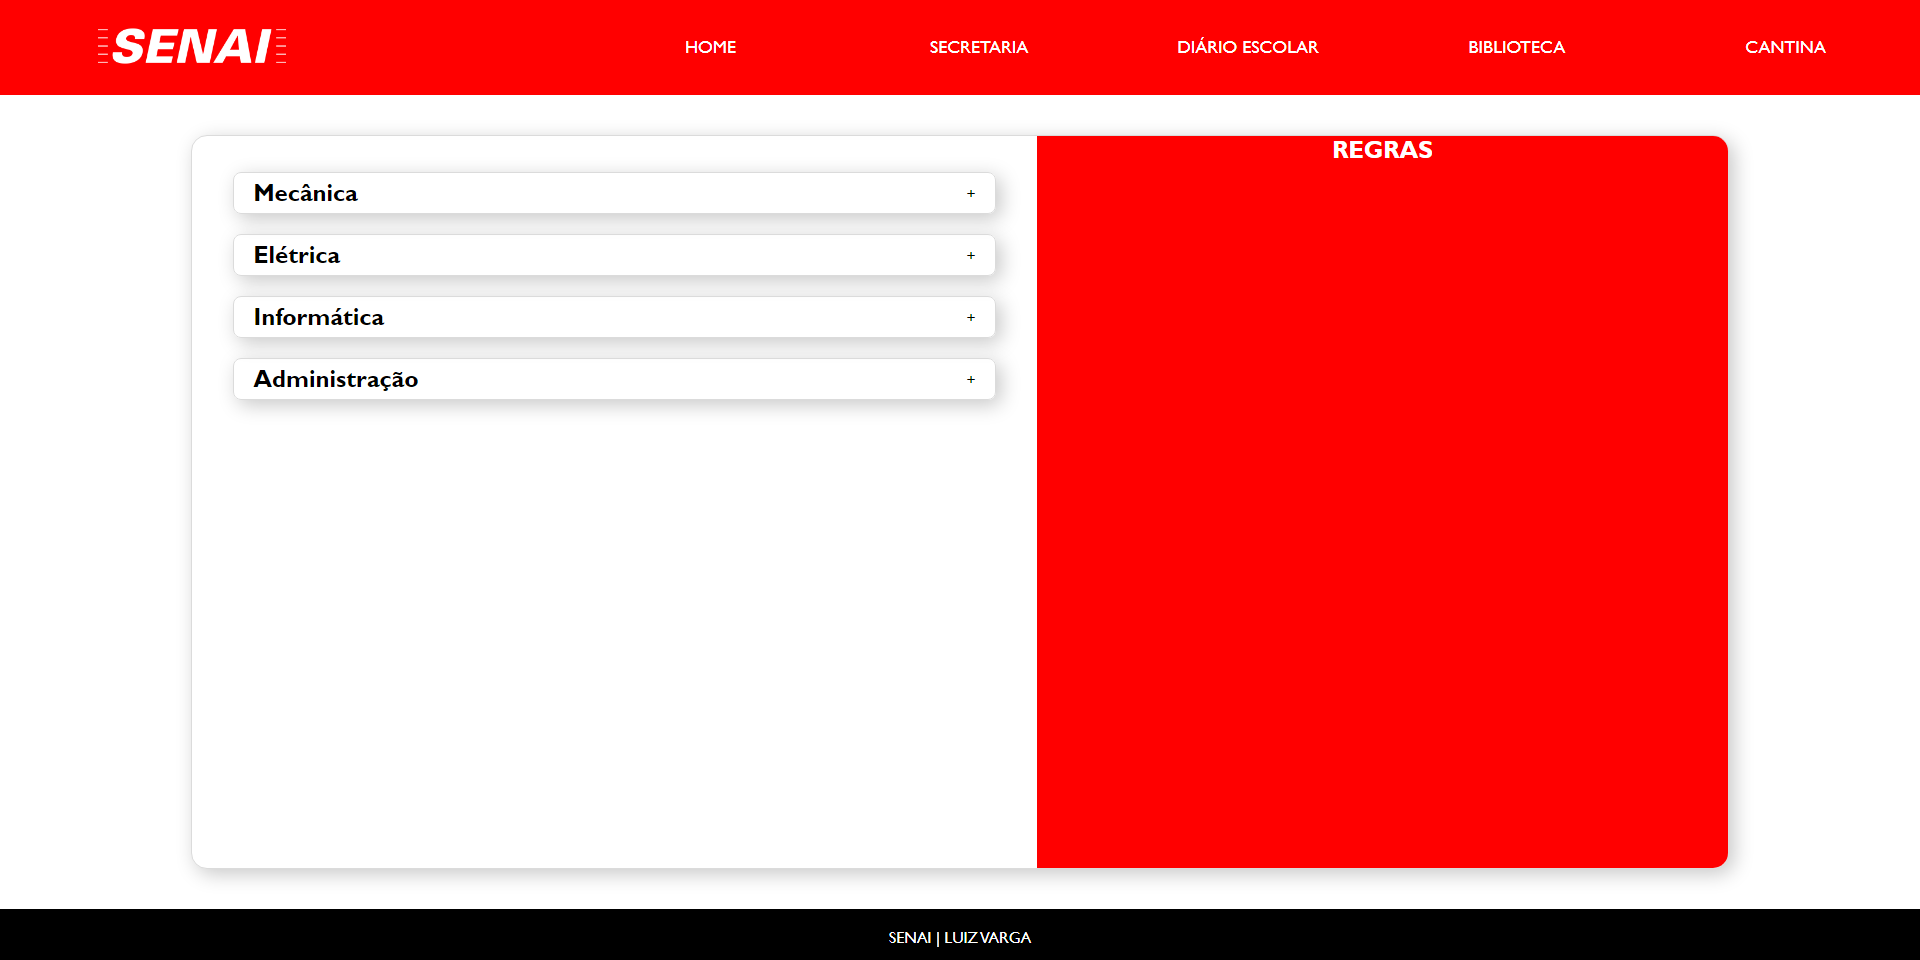 SENAI
HOME
SECRETARIA
DIÁRIO ESCOLAR
BIBLIOTECA
CANTINA
Mecânica +
Elétrica +
Informática +
Administração +
REGRAS
SENAI | LUIZ VARGA